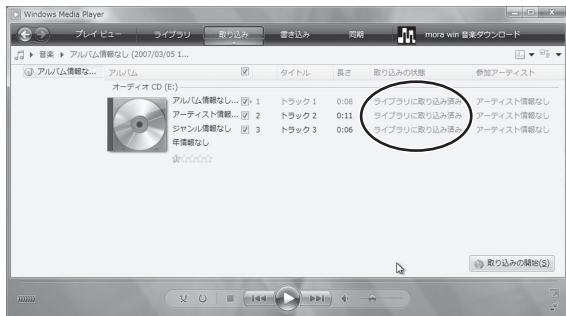 Windows Media Player
プレイ ビュー ライブラリ 取り込み 書き込み 同期 mora win 音楽ダウンロード
音楽 ▶ アルバム情報なし (2007/03/05 1...
アルバム情報な... アルバム タイトル 長さ 取り込みの状態 参加アーティスト
オーディオ CD (E:)
アルバム情報なし... 1 トラック 1 0:08 ライブラリに取り込み済み アーティスト情報なし
アーティスト情報... 2 トラック 2 0:11 ライブラリに取り込み済み アーティスト情報なし
ジャンル情報なし 3 トラック 3 0:06 ライブラリに取り込み済み アーティスト情報なし
年情報なし
取り込みの開始(S)